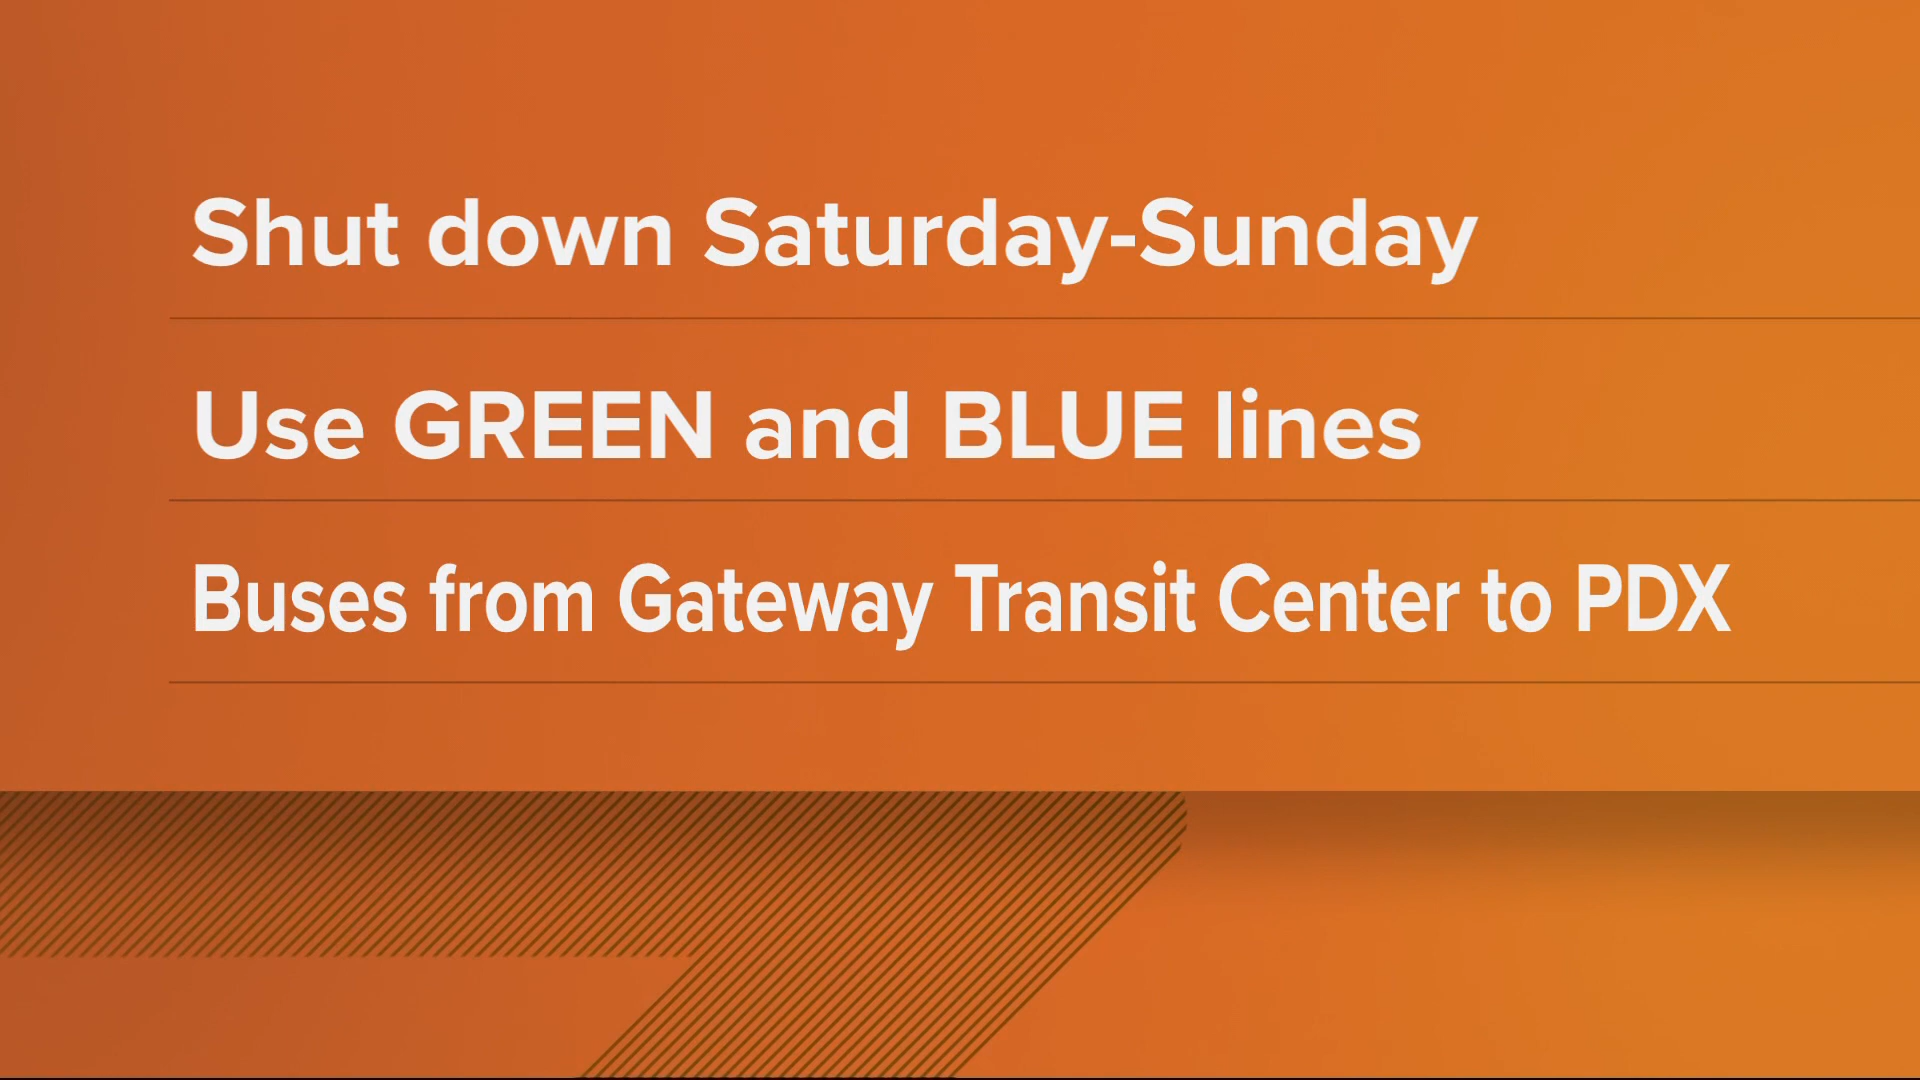 Shut down Saturday-Sunday
Use GREEN and BLUE lines
Buses from Gateway Transit Center to PDX